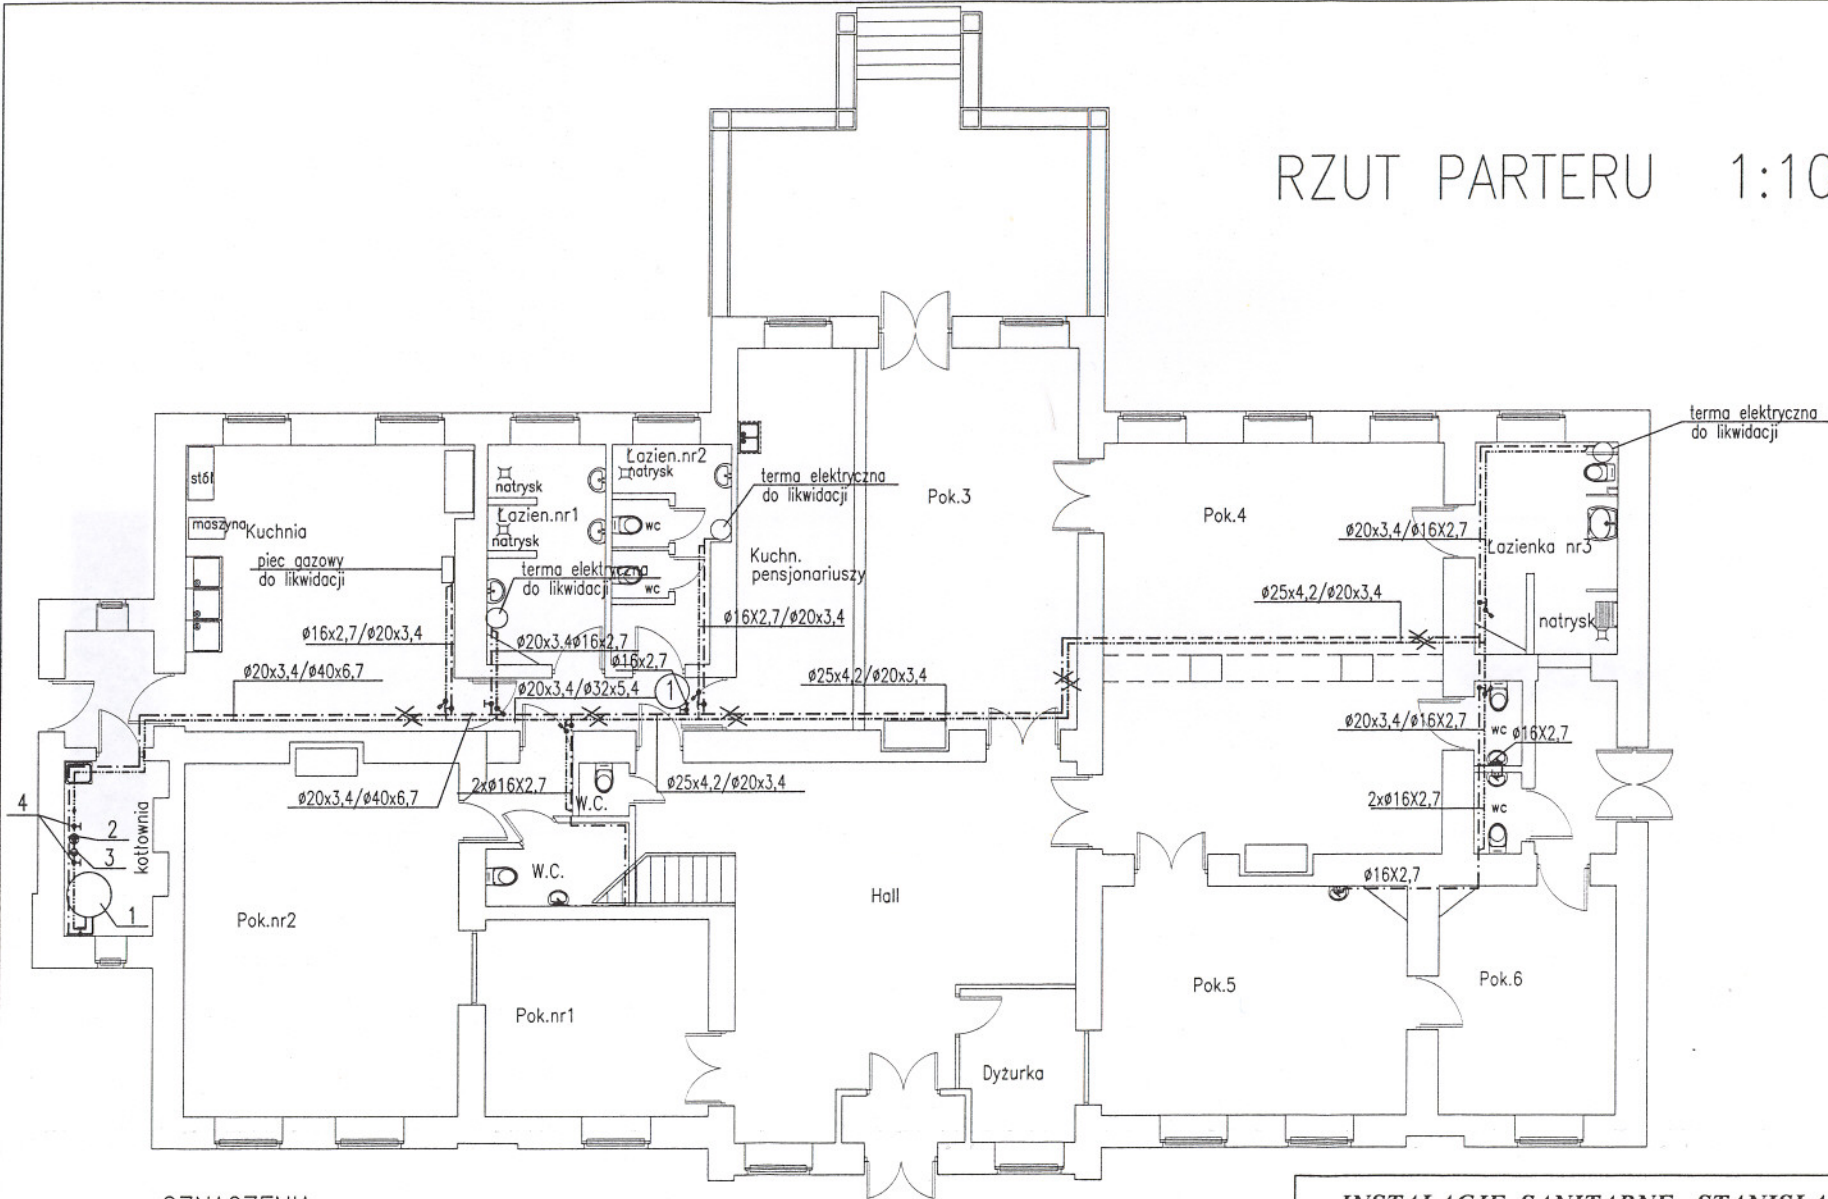 RZUT PARTERU 1:10
terma elektryczna
do likwidacji
stół
maszyna
Kuchnia
piec gazowy
do likwidacji
natrysk
Łazien.nr1
natrysk
terma elektryczna
do likwidacji
Łazien.nr2
natrysk
wc
wc
terma elektryczna
do likwidacji
Kuchn.
pensjonariuszy
Pok.3
Pok.4
Łazienka nr3
natrysk
ø20x3,4/ø16X2,7
ø25x4,2/ø20x3,4
ø16x2,7/ø20x3,4
ø20x3.4ø16x2,7
ø16X2,7/ø20x3,4
ø16x2,7
1
ø20x3,4/ø40x6,7
ø20x3,4/ø32x5,4
ø25x4,2/ø20x3,4
ø20x3,4/ø16X2,7
wc
ø16X2,7
wc
2xø16X2,7
ø20x3,4/ø40x6,7
2xø16X2,7
ø25x4,2/ø20x3,4
W.C.
W.C.
4
2
3
1
kotłownia
ø16X2,7
Hall
Pok.nr2
Pok.nr1
Pok.5
Pok.6
Dyżurka
INSTALACJE SANITARNE STANISŁA